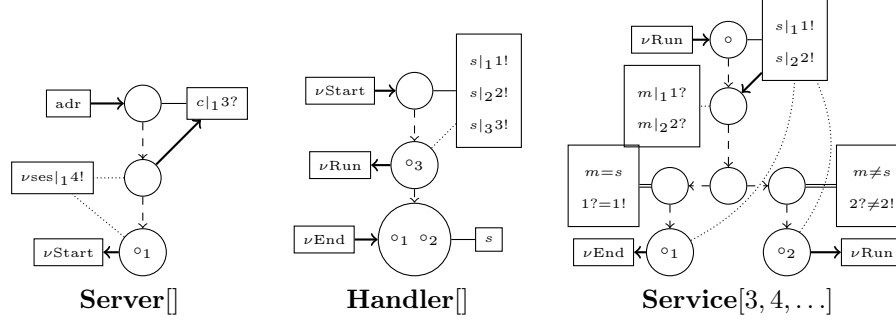 adr
c|₁3?
νses|₁4!
νStart
∘₁
Server[]
νStart
s|₁1!
s|₂2!
s|₃3!
νRun
∘₃
νEnd
∘₁ ∘₂
s
Handler[]
νRun
∘
s|₁1!
s|₂2!
m|₁1?
m|₂2?
m=s
1?=1!
m≠s
2?≠2!
νEnd
∘₁
∘₂
νRun
Service[3, 4, . . .]